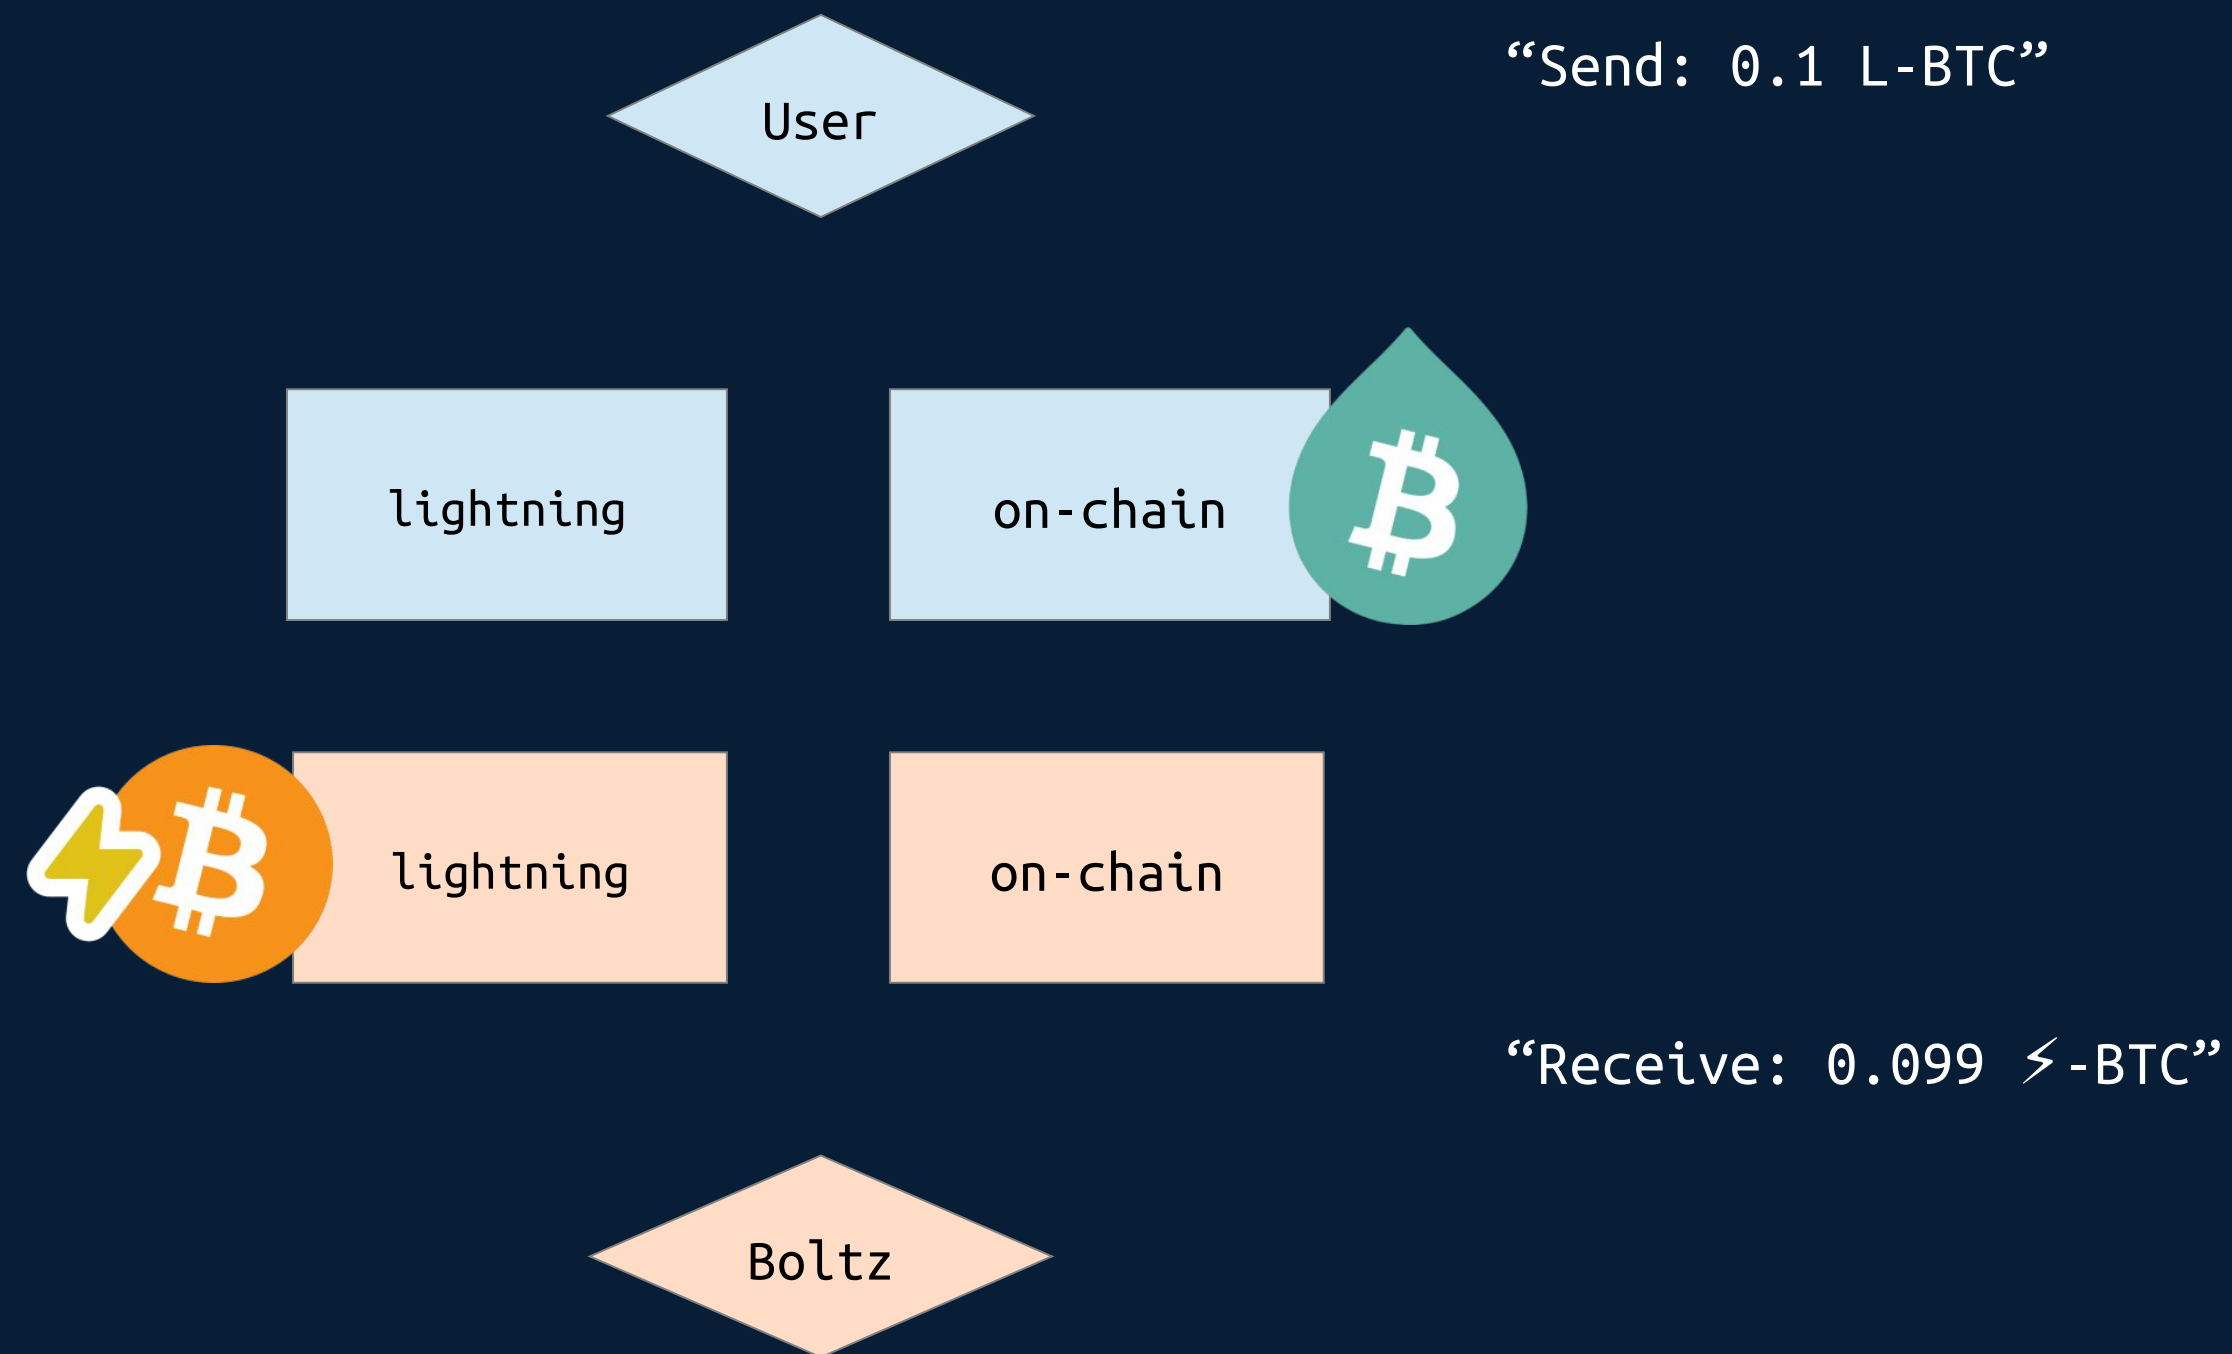 User
“Send: 0.1 L-BTC”
lightning
on-chain
lightning
on-chain
“Receive: 0.099 ⚡-BTC”
Boltz